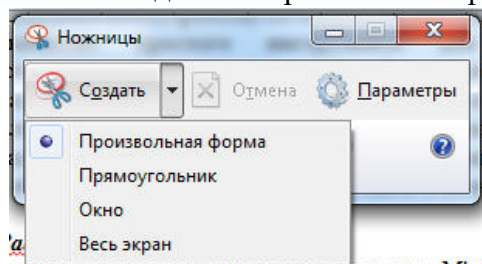 Ножницы
Создать Отмена Параметры
Произвольная форма
Прямоугольник
Окно
Весь экран